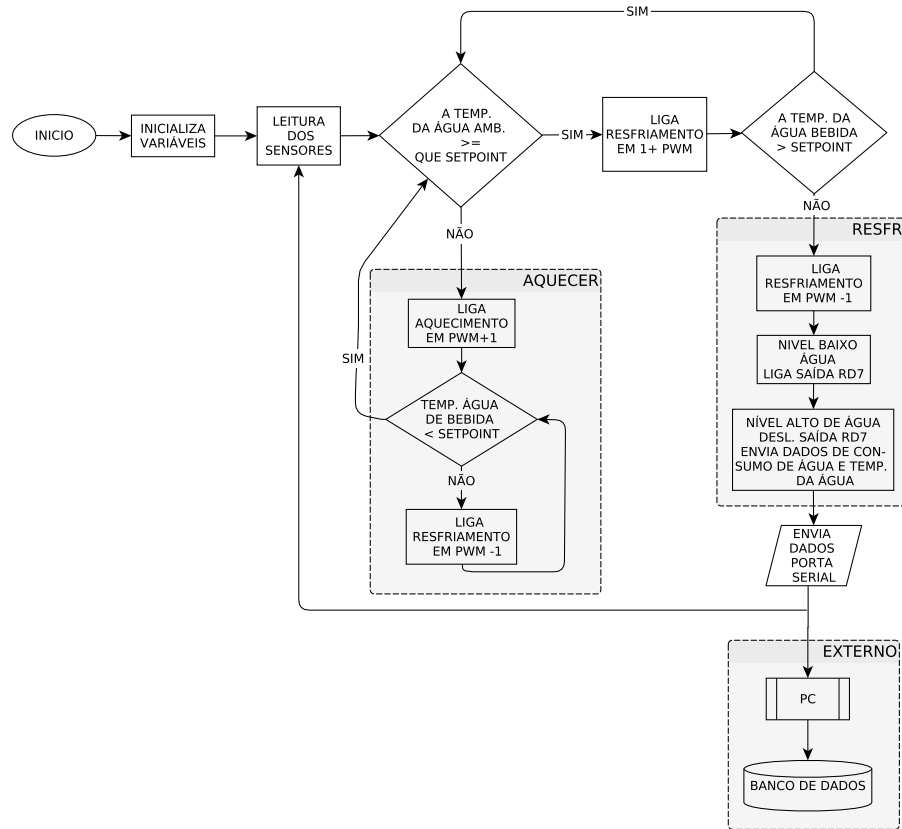 SIM
INICIO
INICIALIZA
VARIÁVEIS
LEITURA
DOS
SENSORES
A TEMP.
DA ÁGUA AMB.
>=
QUE SETPOINT
SIM
LIGA
RESFRIAMENTO
EM 1+ PWM
A TEMP. DA
ÁGUA BEBIDA
> SETPOINT
NÃO
NÃO
RESFR
LIGA
RESFRIAMENTO
EM PWM -1
NIVEL BAIXO
ÁGUA
LIGA SAÍDA RD7
NÍVEL ALTO DE ÁGUA
DESL. SAÍDA RD7
ENVIA DADOS DE CON-
SUMO DE ÁGUA E TEMP.
DA ÁGUA
AQUECER
LIGA
AQUECIMENTO
EM PWM+1
SIM
TEMP. ÁGUA
DE BEBIDA
< SETPOINT
NÃO
LIGA
RESFRIAMENTO
EM PWM -1
ENVIA
DADOS
PORTA
SERIAL
EXTERNO
PC
BANCO DE DADOS